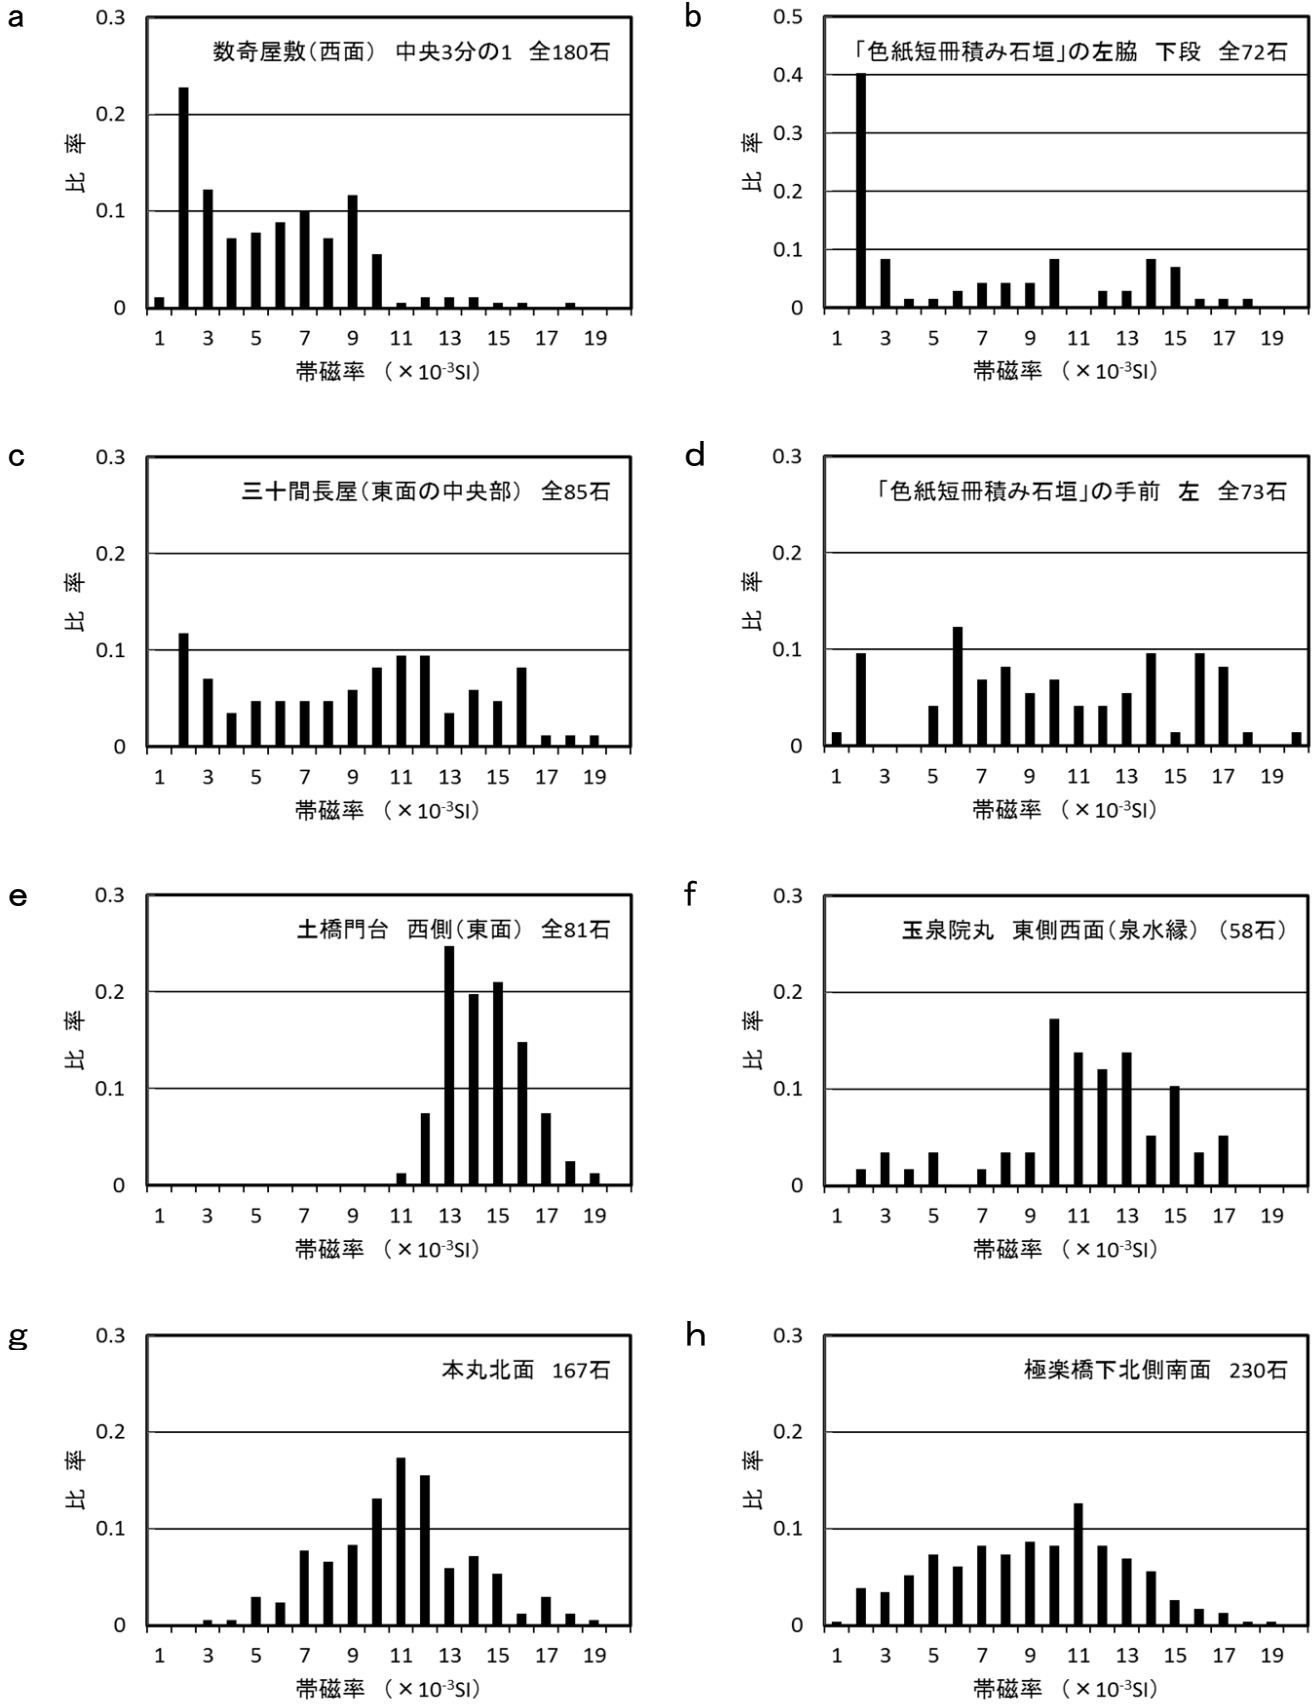 a
0.3
数奇屋敷(西面) 中央3分の1 全180石
0.2
0.1
0
比 率
1 3 5 7 9 11 13 15 17 19
帯磁率 (×10-3SI)
b
0.5
「色紙短冊積み石垣」の左脇 下段 全72石
0.4
0.3
0.2
0.1
0
比 率
1 3 5 7 9 11 13 15 17 19
帯磁率 (×10-3SI)
c
0.3
三十間長屋(東面の中央部) 全85石
0.2
0.1
0
比 率
1 3 5 7 9 11 13 15 17 19
帯磁率 (×10-3SI)
d
0.3
「色紙短冊積み石垣」の手前 左 全73石
0.2
0.1
0
比 率
1 3 5 7 9 11 13 15 17 19
帯磁率 (×10-3SI)
e
0.3
土橋門台 西側(東面) 全81石
0.2
0.1
0
比 率
1 3 5 7 9 11 13 15 17 19
帯磁率 (×10-3SI)
f
0.3
玉泉院丸 東側西面(泉水縁) (58石)
0.2
0.1
0
比 率
1 3 5 7 9 11 13 15 17 19
帯磁率 (×10-3SI)
g
0.3
本丸北面 167石
0.2
0.1
0
比 率
1 3 5 7 9 11 13 15 17 19
帯磁率 (×10-3SI)
h
0.3
極楽橋下北側南面 230石
0.2
0.1
0
比 率
1 3 5 7 9 11 13 15 17 19
帯磁率 (×10-3SI)